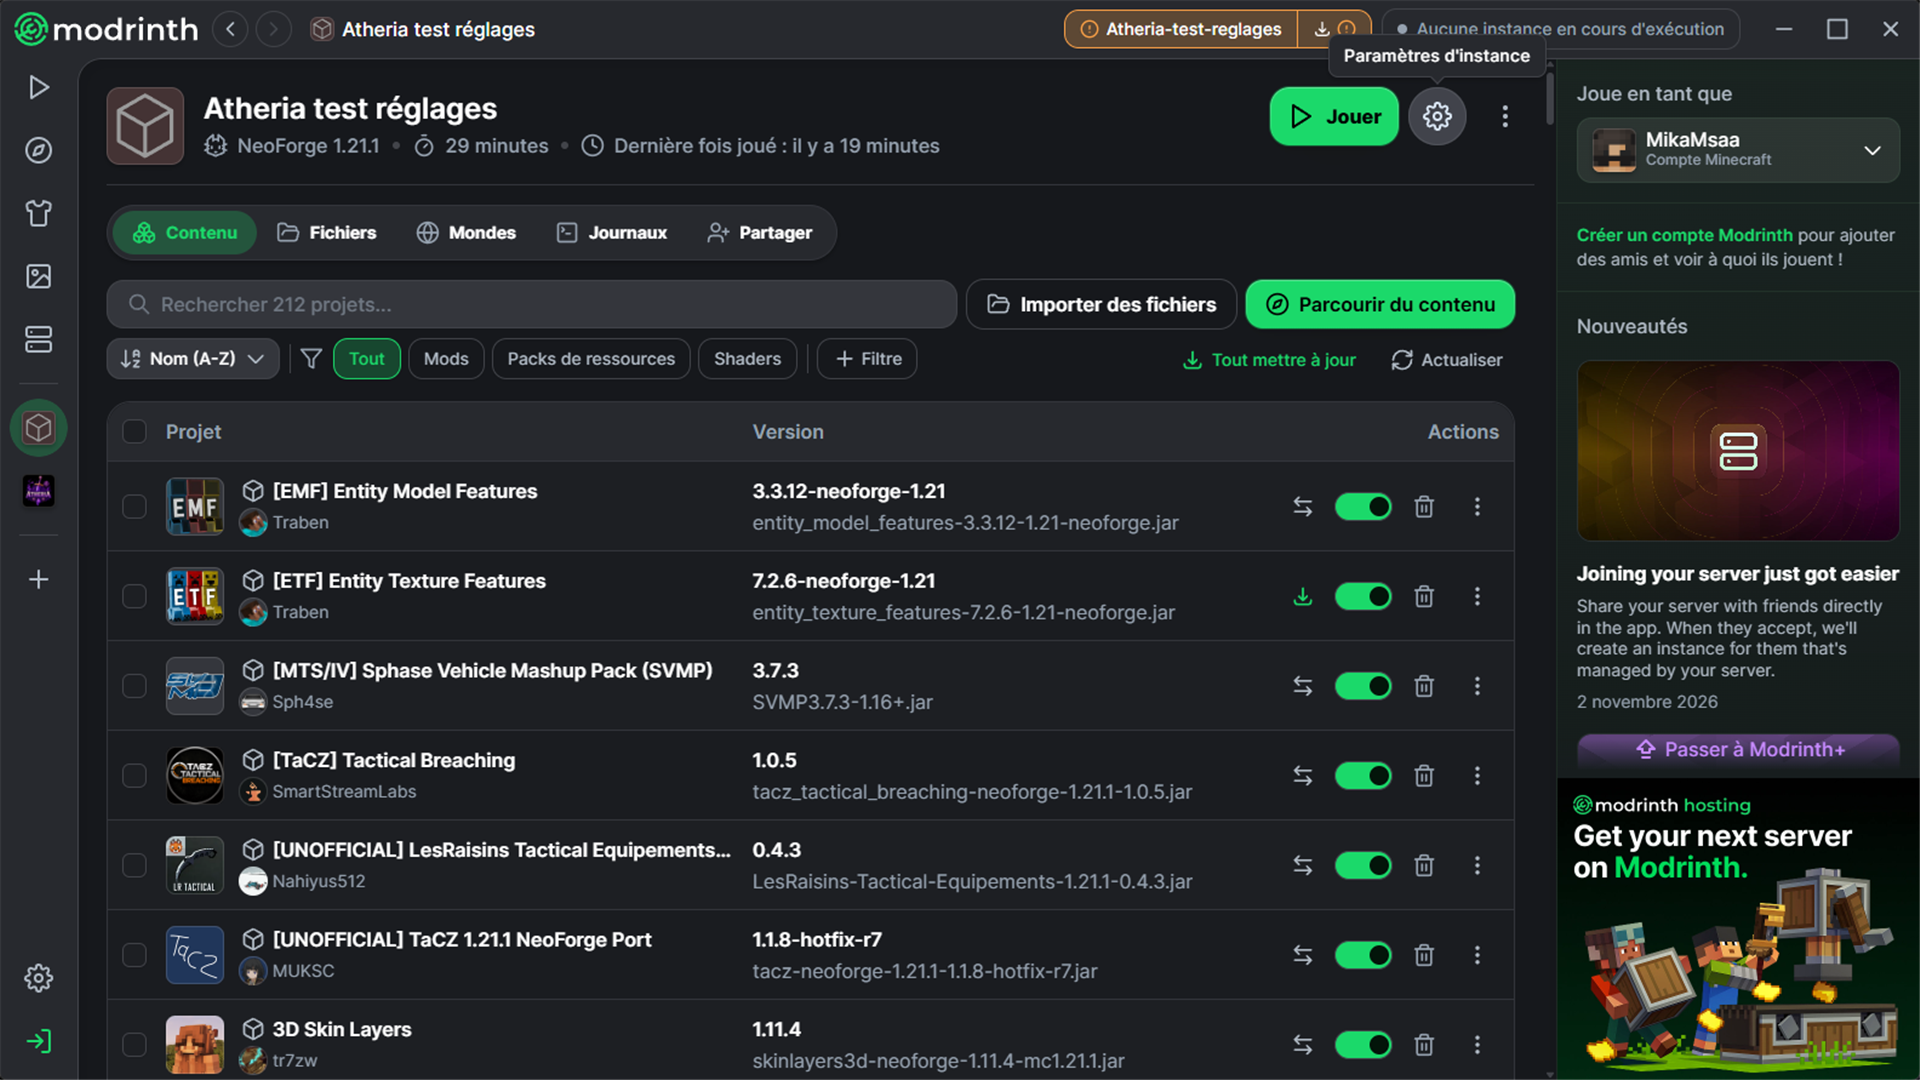 modrinth
Atheria test réglages
Atheria-test-reglages
Aucune instance en cours d'exécution
Paramètres d'instance
Atheria test réglages
NeoForge 1.21.1 • 29 minutes • Dernière fois joué : il y a 19 minutes
Jouer
Contenu
Fichiers
Mondes
Journaux
Partager
Rechercher 212 projets...
Importer des fichiers
Parcourir du contenu
Nom (A-Z)
Tout
Mods
Packs de ressources
Shaders
Filtre
Tout mettre à jour
Actualiser
Projet
Version
Actions
EMF
[EMF] Entity Model Features
Traben
3.3.12-neoforge-1.21
entity_model_features-3.3.12-1.21-neoforge.jar
ETF
[ETF] Entity Texture Features
Traben
7.2.6-neoforge-1.21
entity_texture_features-7.2.6-1.21-neoforge.jar
[MTS/IV] Sphase Vehicle Mashup Pack (SVMP)
Sph4se
3.7.3
SVMP3.7.3-1.16+.jar
TACZ
TACTICAL
BREACHING
[TaCZ] Tactical Breaching
SmartStreamLabs
1.0.5
tacz_tactical_breaching-neoforge-1.21.1-1.0.5.jar
LR TACTICAL
[UNOFFICIAL] LesRaisins Tactical Equipements...
Nahiyus512
0.4.3
LesRaisins-Tactical-Equipements-1.21.1-0.4.3.jar
TaCZ
[UNOFFICIAL] TaCZ 1.21.1 NeoForge Port
MUKSC
1.1.8-hotfix-r7
tacz-neoforge-1.21.1-1.1.8-hotfix-r7.jar
3D Skin Layers
tr7zw
1.11.4
skinlayers3d-neoforge-1.11.4-mc1.21.1.jar
Joue en tant que
MikaMsaa
Compte Minecraft
Créer un compte Modrinth pour ajouter
des amis et voir à quoi ils jouent !
Nouveautés
Joining your server just got easier
Share your server with friends directly
in the app. When they accept, we'll
create an instance for them that's
managed by your server.
2 novembre 2026
Passer à Modrinth+
modrinth hosting
Get your next server
on Modrinth.
ATHERIA